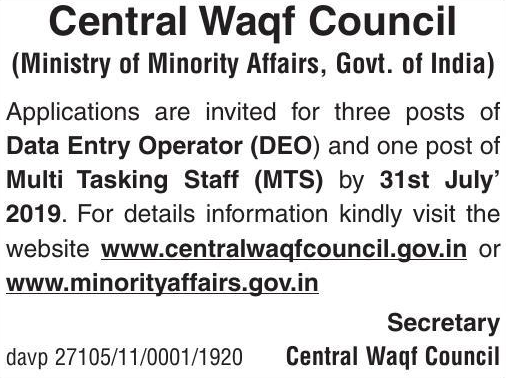 Central Waqf Council
(Ministry of Minority Affairs, Govt. of India)
Applications are invited for three posts of
Data Entry Operator (DEO) and one post of
Multi Tasking Staff (MTS) by 31st July’
2019. For details information kindly visit the
website www.centralwaqfcouncil.gov.in or
www.minorityaffairs.gov.in
Secretary
davp 27105/11/0001/1920 Central Waqf Council